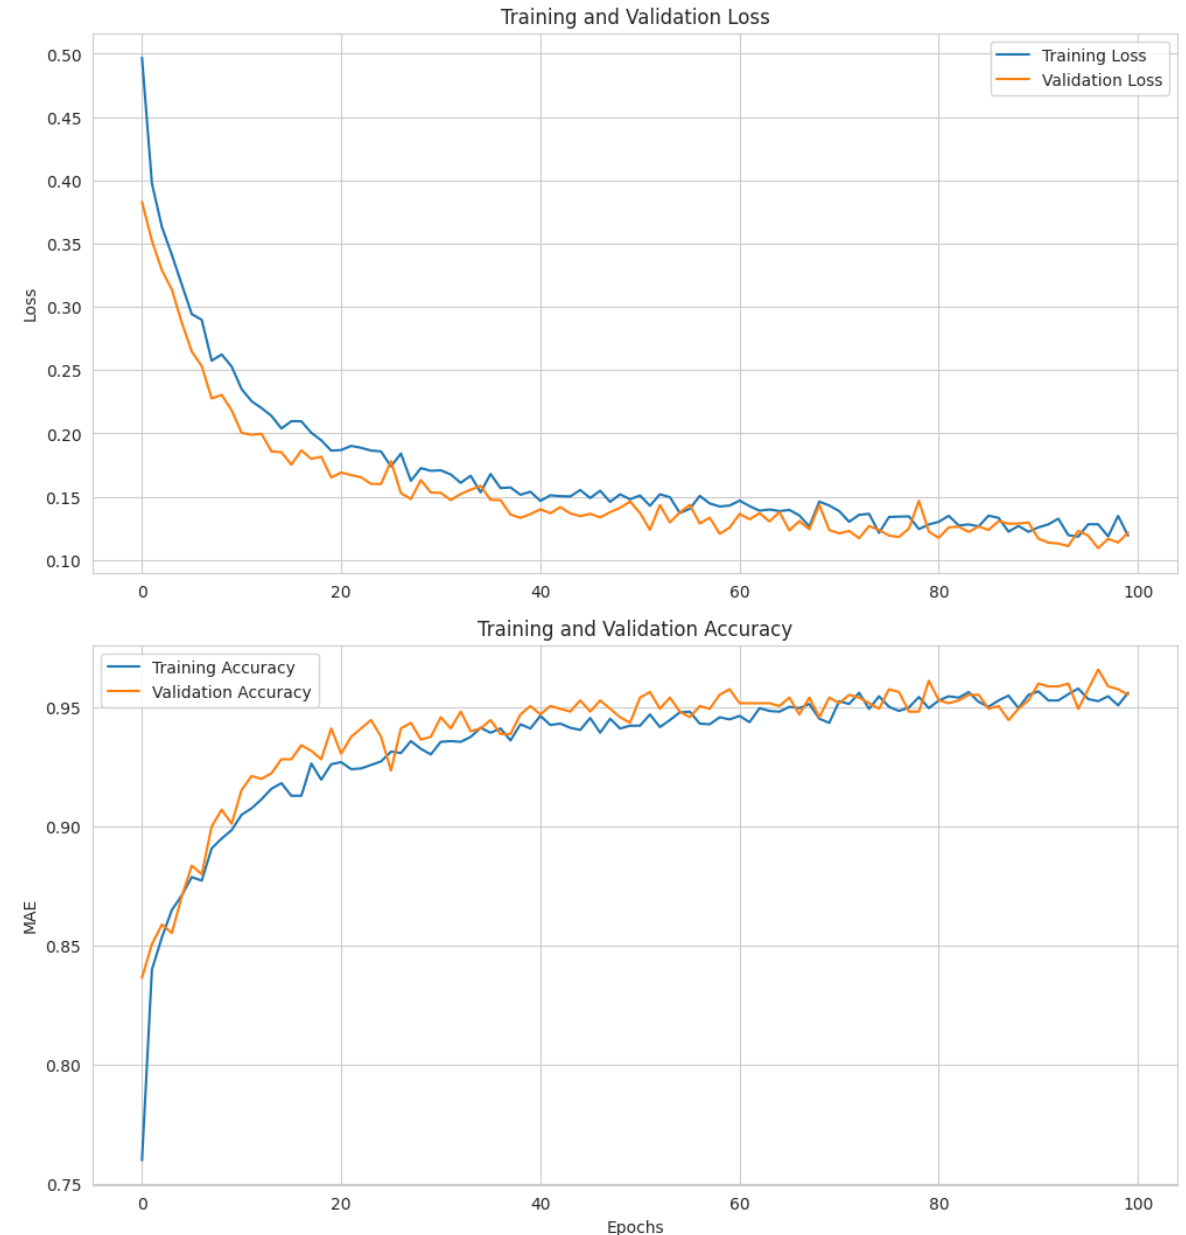 Training and Validation Loss
Training Loss
Validation Loss
0.50
0.45
0.40
0.35
0.30
0.25
0.20
0.15
0.10
Loss
0 20 40 60 80 100
Training and Validation Accuracy
Training Accuracy
Validation Accuracy
0.95
0.90
0.85
0.80
0.75
MAE
0 20 40 60 80 100
Epochs